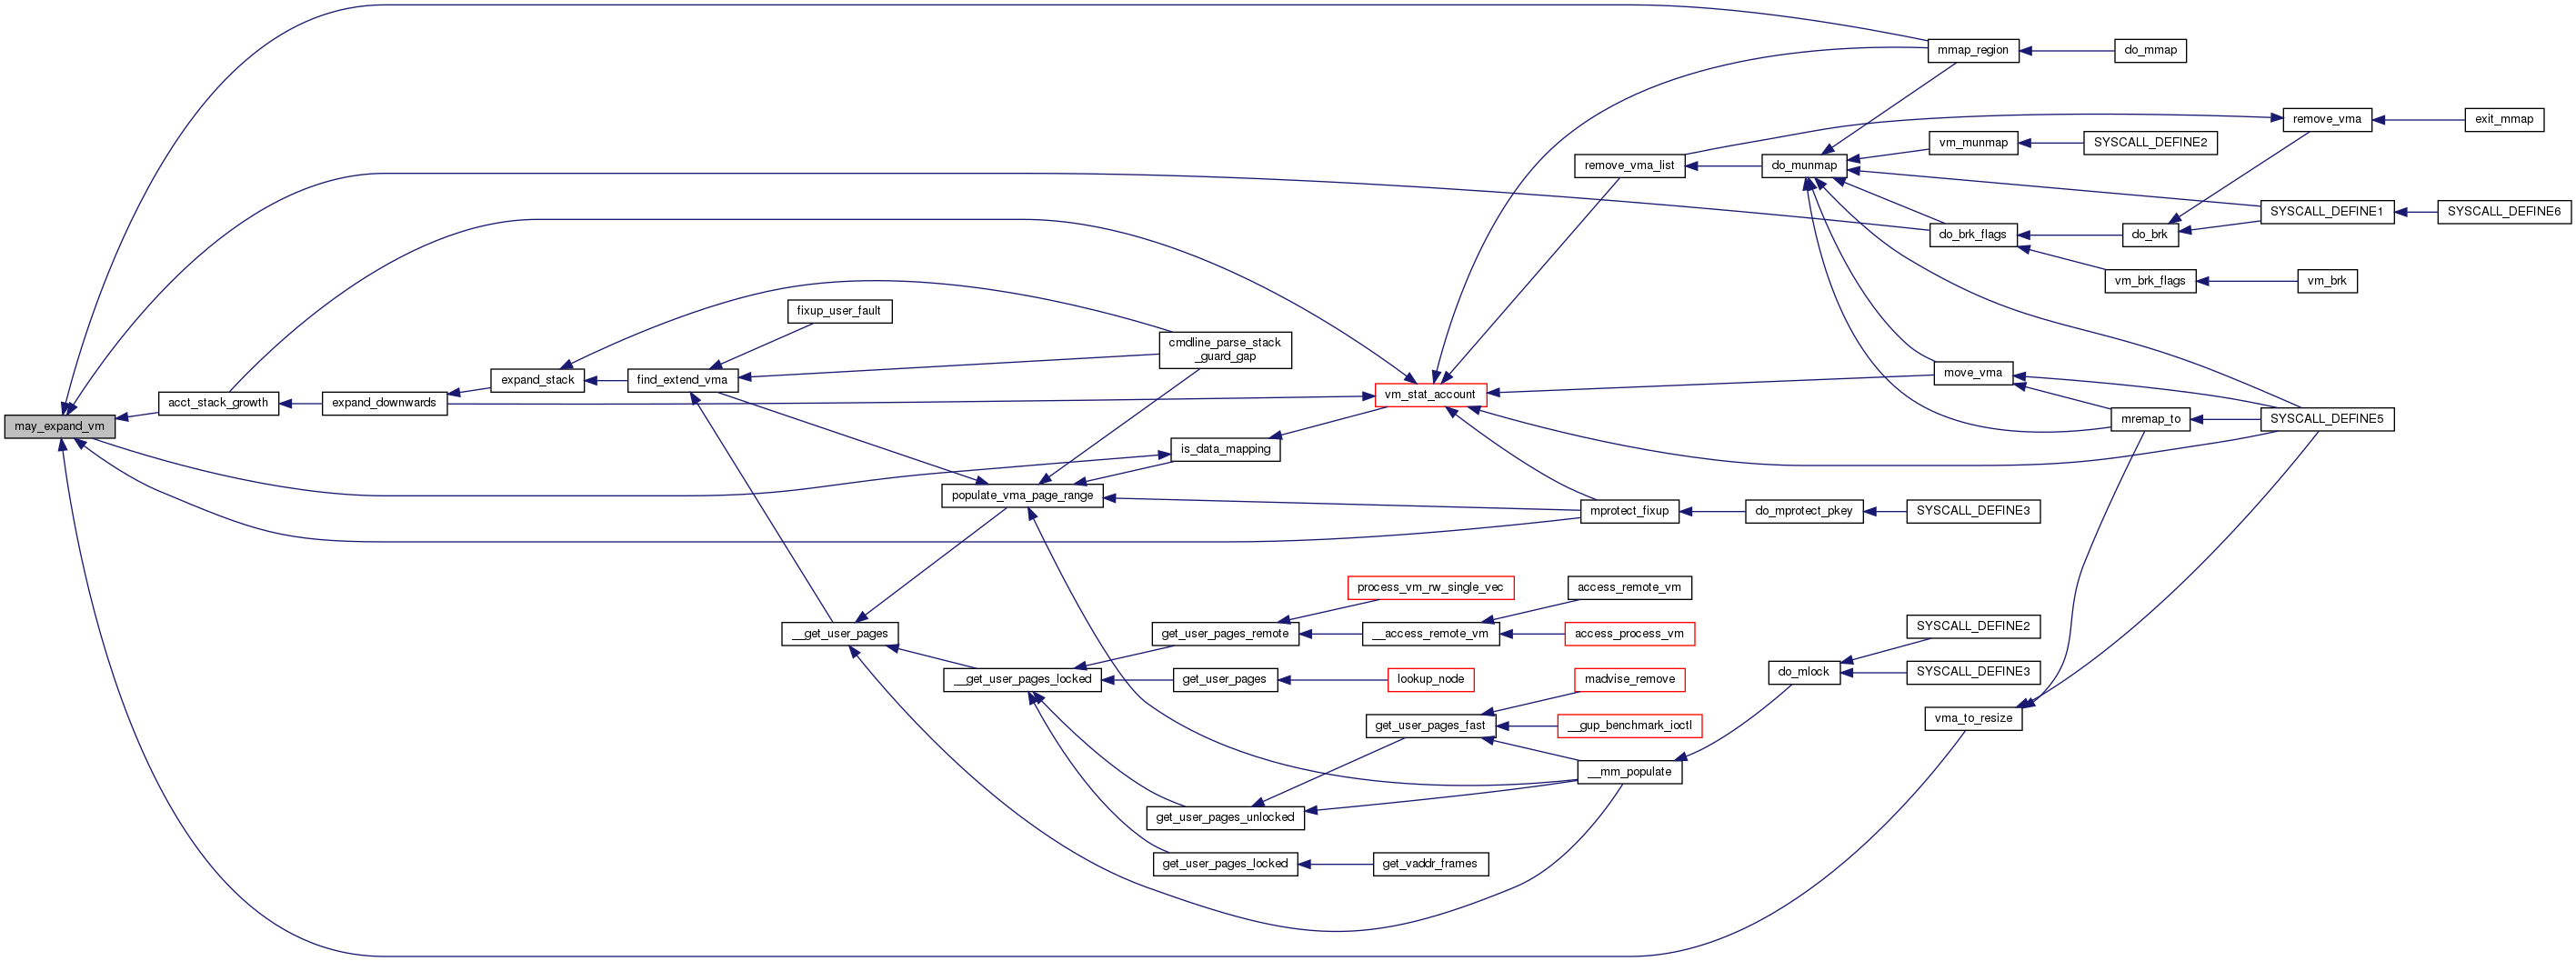 mmap_region
do_mmap
remove_vma
exit_mmap
vm_munmap
SYSCALL_DEFINE2
remove_vma_list
do_munmap
SYSCALL_DEFINE1
SYSCALL_DEFINE6
do_brk_flags
do_brk
vm_brk_flags
vm_brk
fixup_user_fault
cmdline_parse_stack
_guard_gap
expand_stack
find_extend_vma
move_vma
vm_stat_account
acct_stack_growth
expand_downwards
mremap_to
SYSCALL_DEFINE5
may_expand_vm
is_data_mapping
populate_vma_page_range
mprotect_fixup
do_mprotect_pkey
SYSCALL_DEFINE3
process_vm_rw_single_vec
access_remote_vm
__get_user_pages
get_user_pages_remote
__access_remote_vm
access_process_vm
SYSCALL_DEFINE2
__get_user_pages_locked
get_user_pages
lookup_node
madvise_remove
do_mlock
SYSCALL_DEFINE3
get_user_pages_fast
__gup_benchmark_ioctl
vma_to_resize
__mm_populate
get_user_pages_unlocked
get_user_pages_locked
get_vaddr_frames